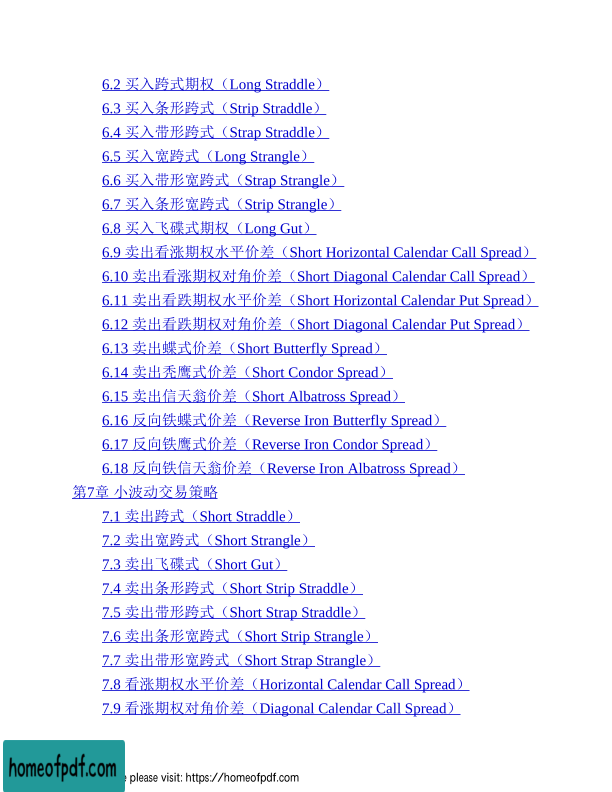 6.2 买入跨式期权（Long Straddle）
6.3 买入条形跨式（Strip Straddle）
6.4 买入带形跨式（Strap Straddle）
6.5 买入宽跨式（Long Strangle）
6.6 买入带形宽跨式（Strap Strangle）
6.7 买入条形宽跨式（Strip Strangle）
6.8 买入飞碟式期权（Long Gut）
6.9 卖出看涨期权水平价差（Short Horizontal Calendar Call Spread）
6.10 卖出看涨期权对角价差（Short Diagonal Calendar Call Spread）
6.11 卖出看跌期权水平价差（Short Horizontal Calendar Put Spread）
6.12 卖出看跌期权对角价差（Short Diagonal Calendar Put Spread）
6.13 卖出蝶式价差（Short Butterfly Spread）
6.14 卖出秃鹰式价差（Short Condor Spread）
6.15 卖出信天翁价差（Short Albatross Spread）
6.16 反向铁蝶式价差（Reverse Iron Butterfly Spread）
6.17 反向铁鹰式价差（Reverse Iron Condor Spread）
6.18 反向铁信天翁价差（Reverse Iron Albatross Spread）
第7章 小波动交易策略
7.1 卖出跨式（Short Straddle）
7.2 卖出宽跨式（Short Strangle）
7.3 卖出飞碟式（Short Gut）
7.4 卖出条形跨式（Short Strip Straddle）
7.5 卖出带形跨式（Short Strap Straddle）
7.6 卖出条形宽跨式（Short Strip Strangle）
7.7 卖出带形宽跨式（Short Strap Strangle）
7.8 看涨期权水平价差（Horizontal Calendar Call Spread）
7.9 看涨期权对角价差（Diagonal Calendar Call Spread）
homeofpdf.com
please visit: https://homeofpdf.com